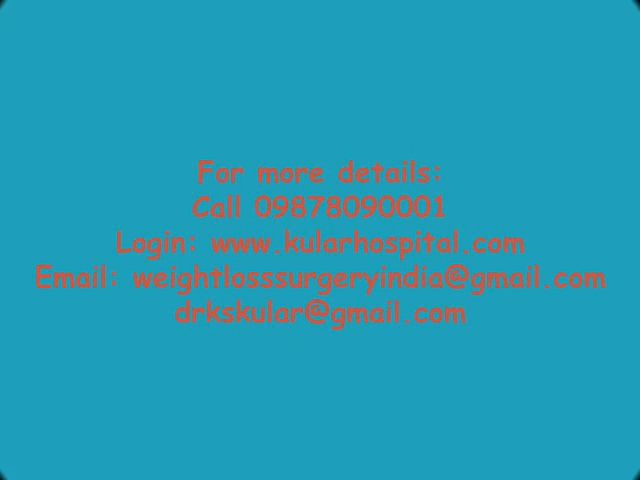 For more details:
Call 09878090001
Login: www.kularhospital.com
Email: weightlosssurgeryindia@gmail.com
drkskular@gmail.com